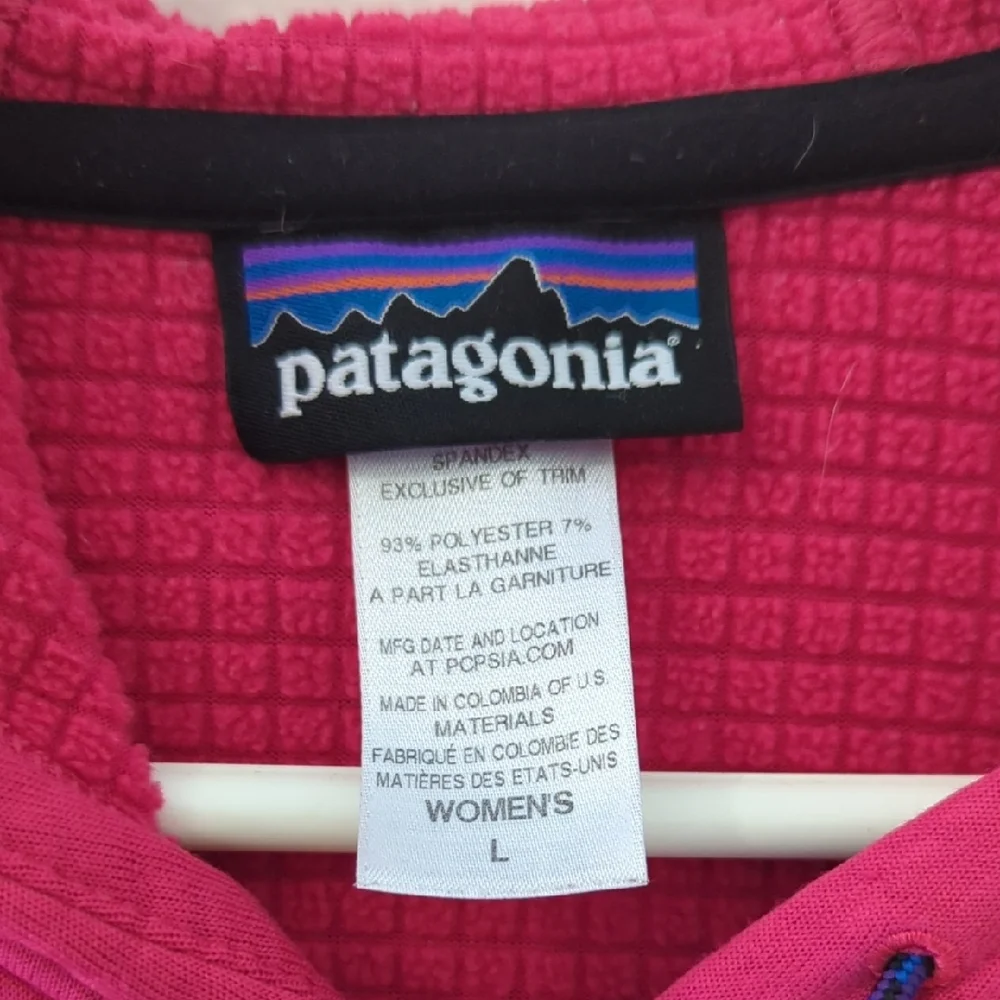 patagonia®
SPANDEX
EXCLUSIVE OF TRIM
93% POLYESTER 7%
ELASTHANNE
A PART LA GARNITURE
MFG DATE AND LOCATION
AT PCPSIA.COM
MADE IN COLOMBIA OF U.S.
MATERIALS
FABRIQUÉ EN COLOMBIE DES
MATIÈRES DES ETATS-UNIS
WOMEN'S
L